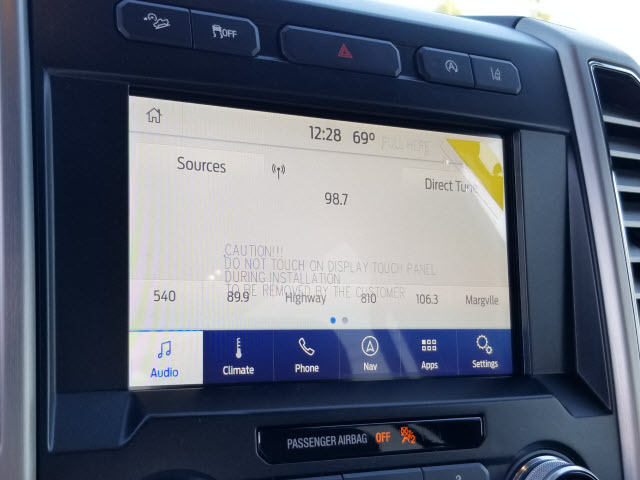 OFF
12:28 69°
PULL HERE
Sources
Direct Tune
98.7
CAUTION!!!
DO NOT TOUCH ON DISPLAY TOUCH PANEL
DURING INSTALLATION
TO BE REMOVED BY THE CUSTOMER
540 89.9 Highway 810 106.3 Margvlle
Audio Climate Phone Nav Apps Settings
PASSENGER AIRBAG OFF